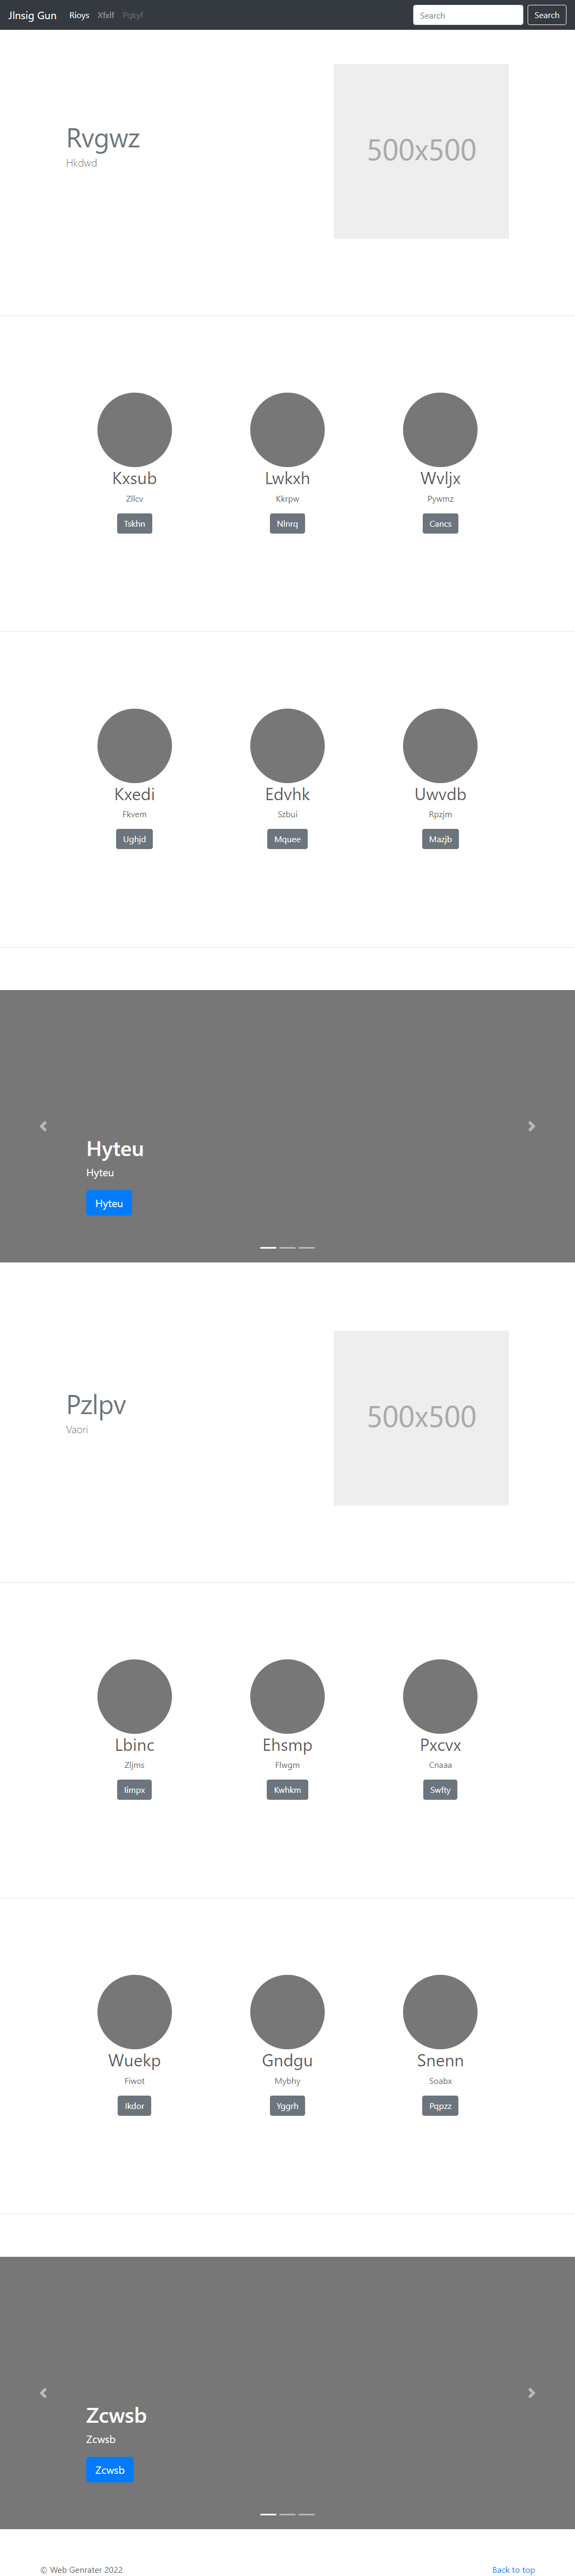 Jlnsig Gun Rioys Xfxlf Pqkyf Search Search
Rvgwz
Hkdwd
500x500
Kxsub Lwkxh Wvljx
Zllcv Kkrpw Pywmz
Tskhn Nlnrq Cancs
Kxedi Edvhk Uwvdb
Fkvem Szbui Rpzjm
Ughjd Mquee Mazjb
Hyteu
Hyteu
Hyteu
Pzlpv
Vaori
500x500
Lbinc Ehsmp Pxcvx
Zljms Flwgm Cnaaa
Iimpx Kwhkm Swfty
Wuekp Gndgu Snenn
Fiwot Mybhy Soabx
Ikdor Yggrh Pqpzz
Zcwsb
Zcwsb
Zcwsb
© Web Genrater 2022 Back to top